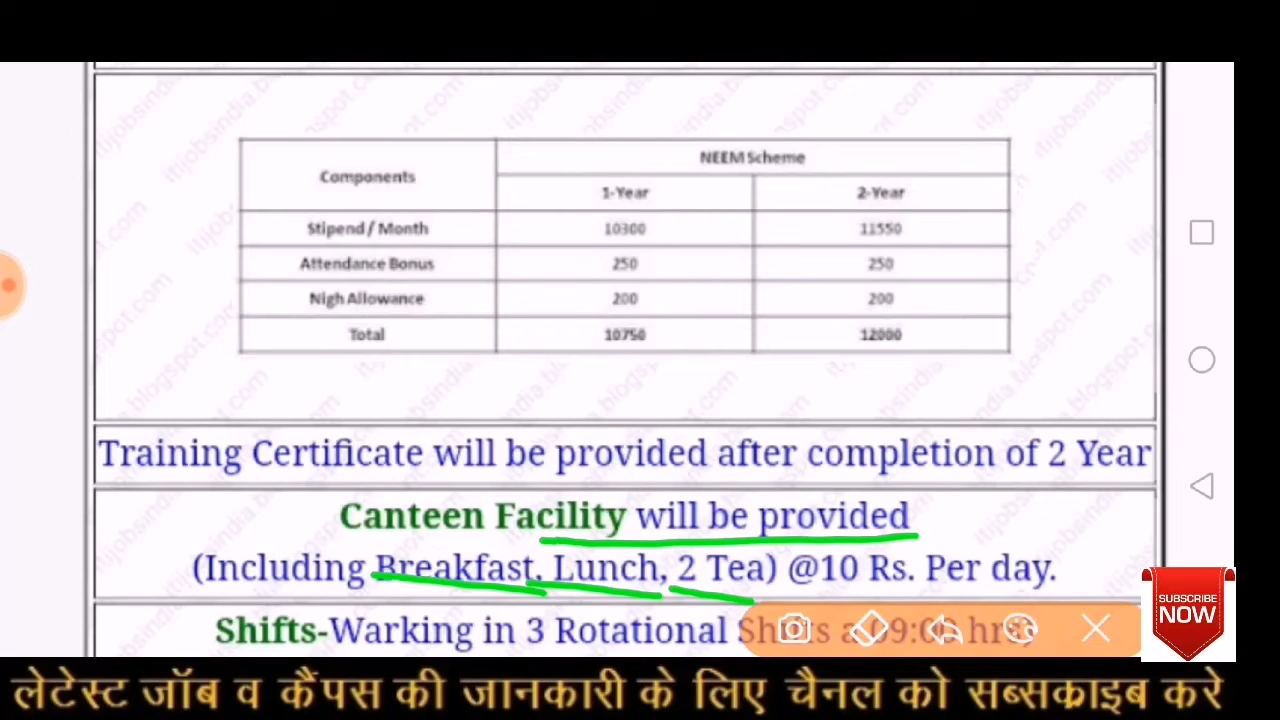 NEEM Scheme
Components
1-Year 2-Year
Stipend / Month 10300 11550
Attendance Bonus 250 250
Nigh Allowance 200 200
Total 10750 12000
Training Certificate will be provided after completion of 2 Year
Canteen Facility will be provided
(Including Breakfast, Lunch, 2 Tea) @10 Rs. Per day.
Shifts-Warking in 3 Rotational Shifts hrs)
SUBSCRIBE
NOW
लेटेस्ट जॉब व कैंपस की जानकारी के लिए चैनल को सब्सक्राइब करे